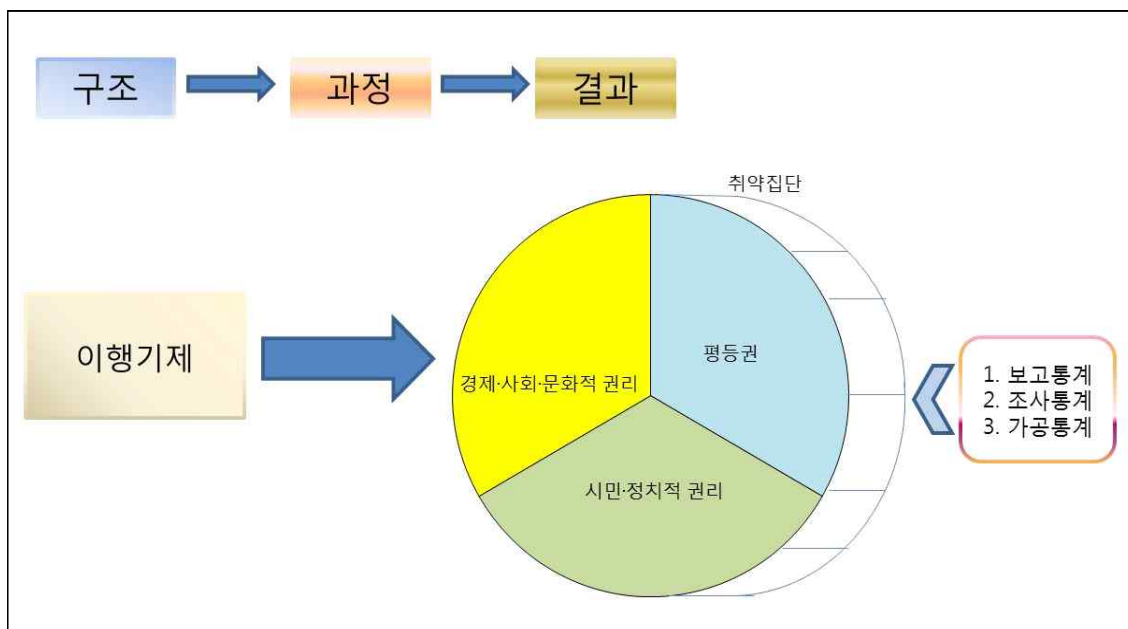 구조
과정
결과
취약집단
이행기제
평등권
경제·사회·문화적 권리
시민·정치적 권리
1. 보고통계
2. 조사통계
3. 가공통계